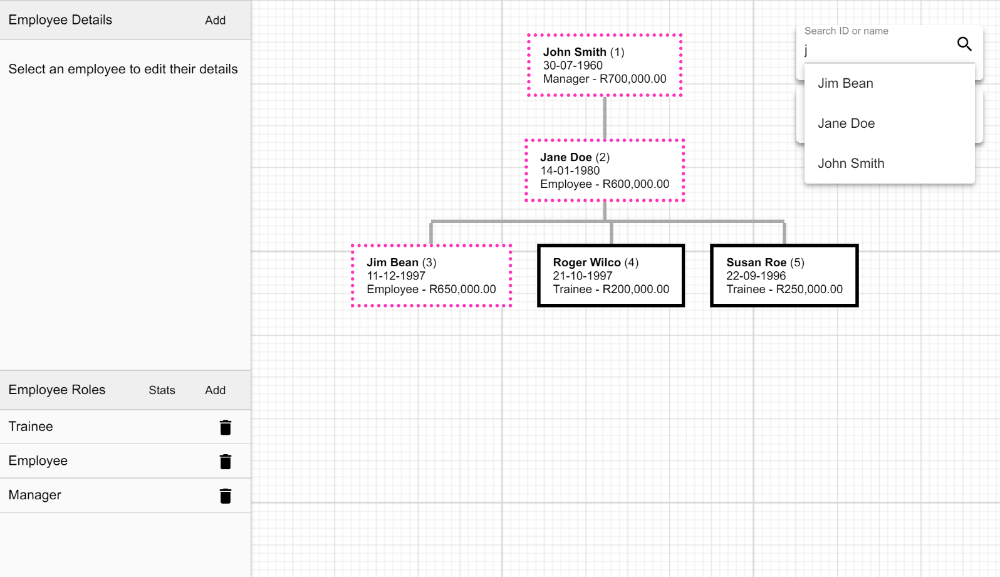 Employee Details
Add
Select an employee to edit their details
Employee Roles
Stats
Add
Trainee
Employee
Manager
John Smith (1)
30-07-1960
Manager - R700,000.00
Jane Doe (2)
14-01-1980
Employee - R600,000.00
Jim Bean (3)
11-12-1997
Employee - R650,000.00
Roger Wilco (4)
21-10-1997
Trainee - R200,000.00
Susan Roe (5)
22-09-1996
Trainee - R250,000.00
Search ID or name
j
Jim Bean
Jane Doe
John Smith